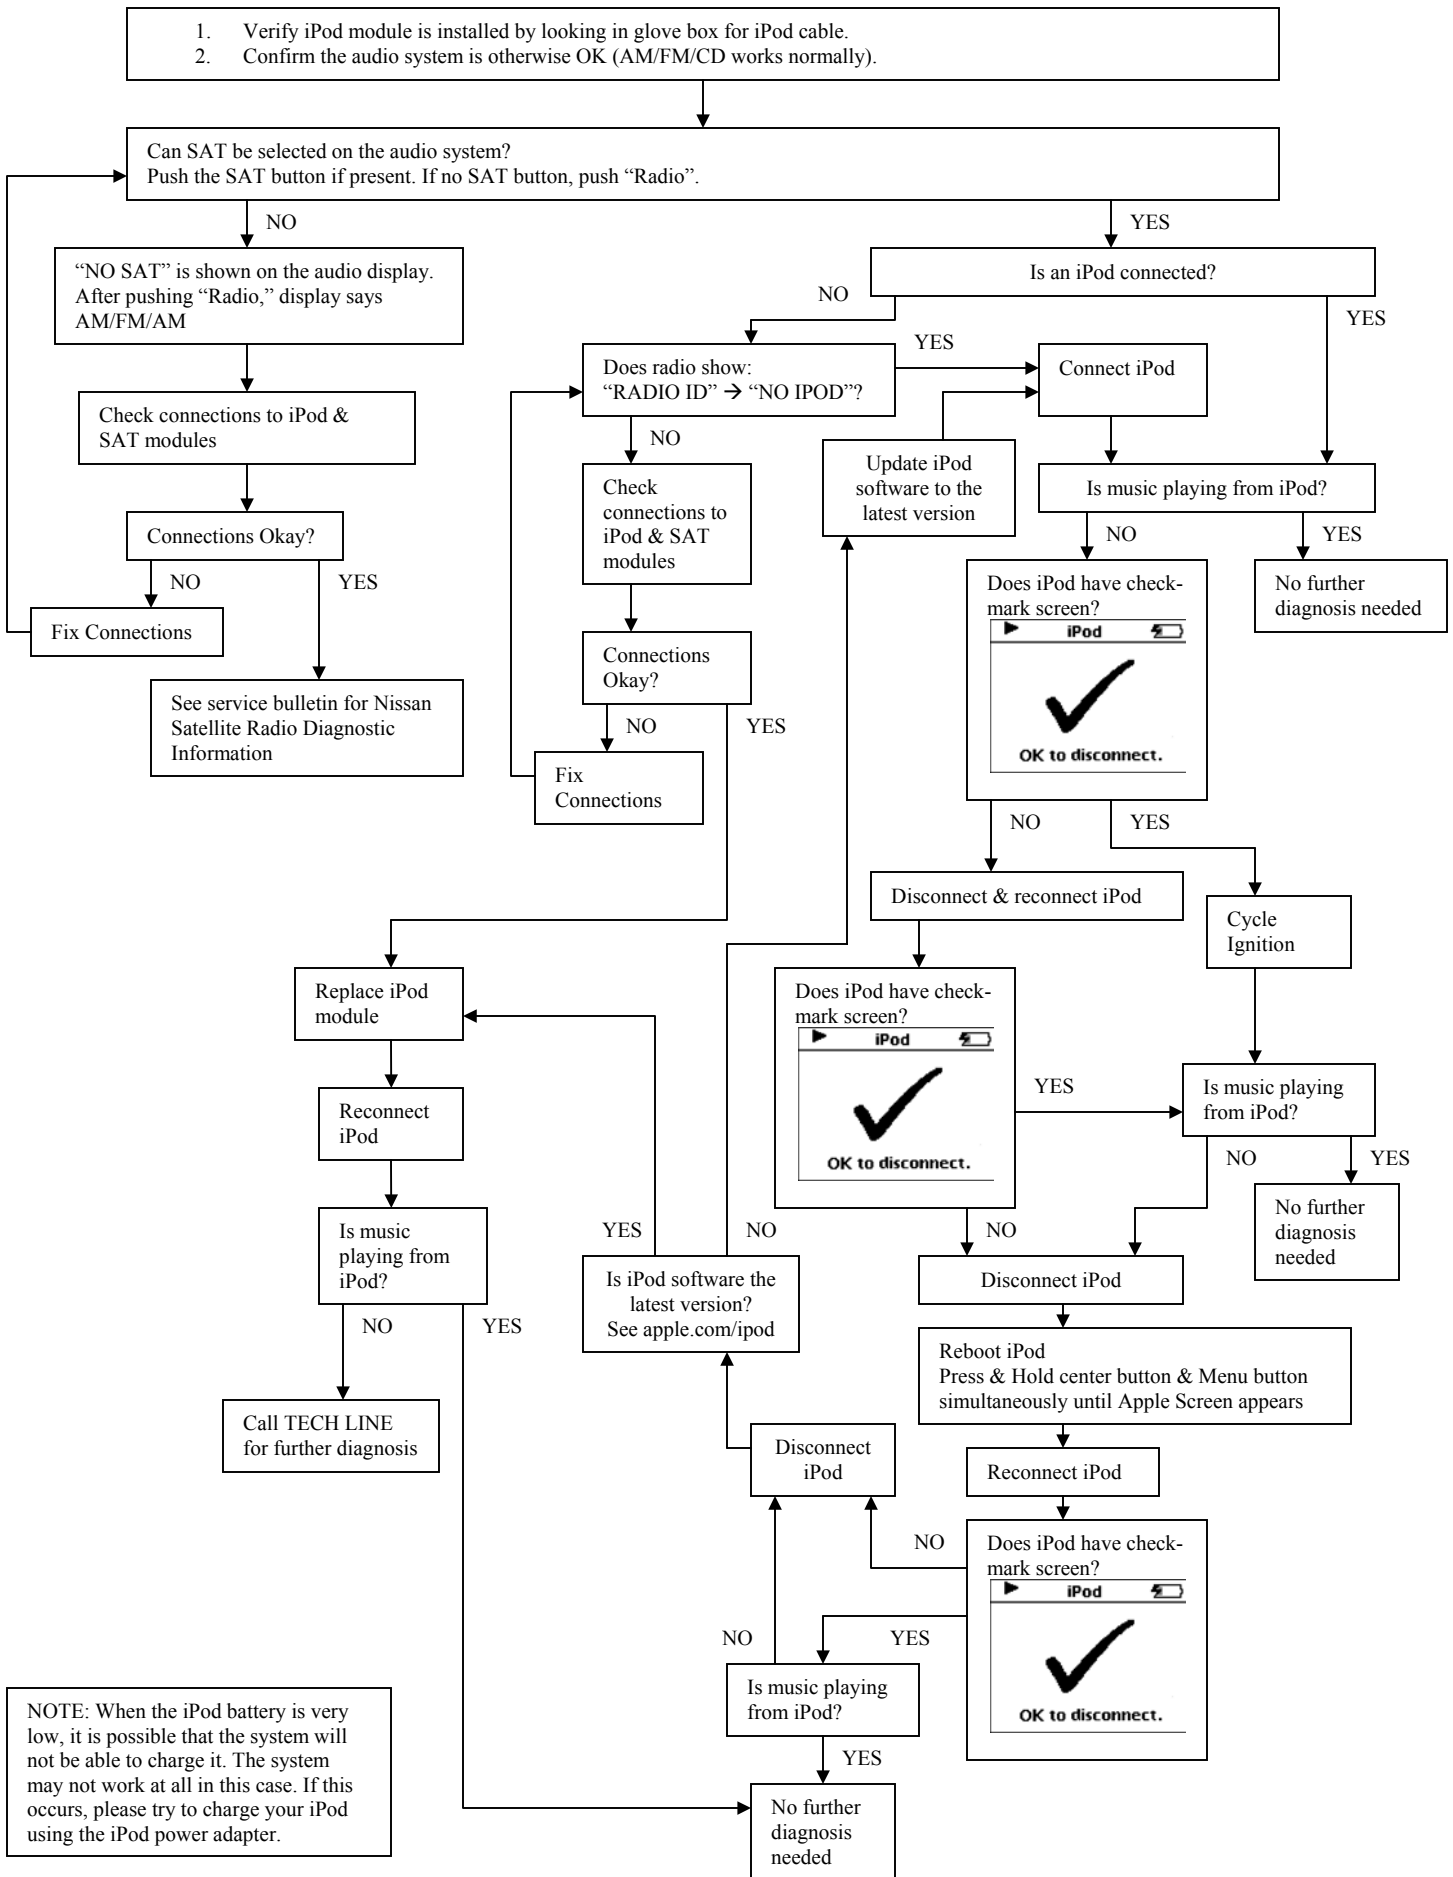 1. Verify iPod module is installed by looking in glove box for iPod cable.
2. Confirm the audio system is otherwise OK (AM/FM/CD works normally).
Can SAT be selected on the audio system?
Push the SAT button if present. If no SAT button, push “Radio”.
NO
YES
“NO SAT” is shown on the audio display.
After pushing “Radio,” display says
AM/FM/AM
Check connections to iPod &
SAT modules
Connections Okay?
NO
YES
Fix Connections
See service bulletin for Nissan
Satellite Radio Diagnostic
Information
Is an iPod connected?
NO
YES
Does radio show:
“RADIO ID” → “NO IPOD”?
YES
NO
Connect iPod
Check
connections to
iPod & SAT
modules
Connections
Okay?
NO
YES
Fix
Connections
Update iPod
software to the
latest version
Is music playing from iPod?
NO
YES
No further
diagnosis needed
Does iPod have check-
mark screen?
iPod
OK to disconnect.
NO
YES
Disconnect & reconnect iPod
Cycle
Ignition
Does iPod have check-
mark screen?
iPod
OK to disconnect.
YES
NO
Is music playing
from iPod?
NO
YES
No further
diagnosis
needed
Disconnect iPod
Reboot iPod
Press & Hold center button & Menu button
simultaneously until Apple Screen appears
Reconnect iPod
Does iPod have check-
mark screen?
iPod
OK to disconnect.
NO
YES
Disconnect
iPod
Is music playing
from iPod?
NO
YES
No further
diagnosis
needed
Is iPod software the
latest version?
See apple.com/ipod
YES
NO
Replace iPod
module
Reconnect
iPod
Is music
playing from
iPod?
NO
YES
Call TECH LINE
for further diagnosis
NOTE: When the iPod battery is very
low, it is possible that the system will
not be able to charge it. The system
may not work at all in this case. If this
occurs, please try to charge your iPod
using the iPod power adapter.